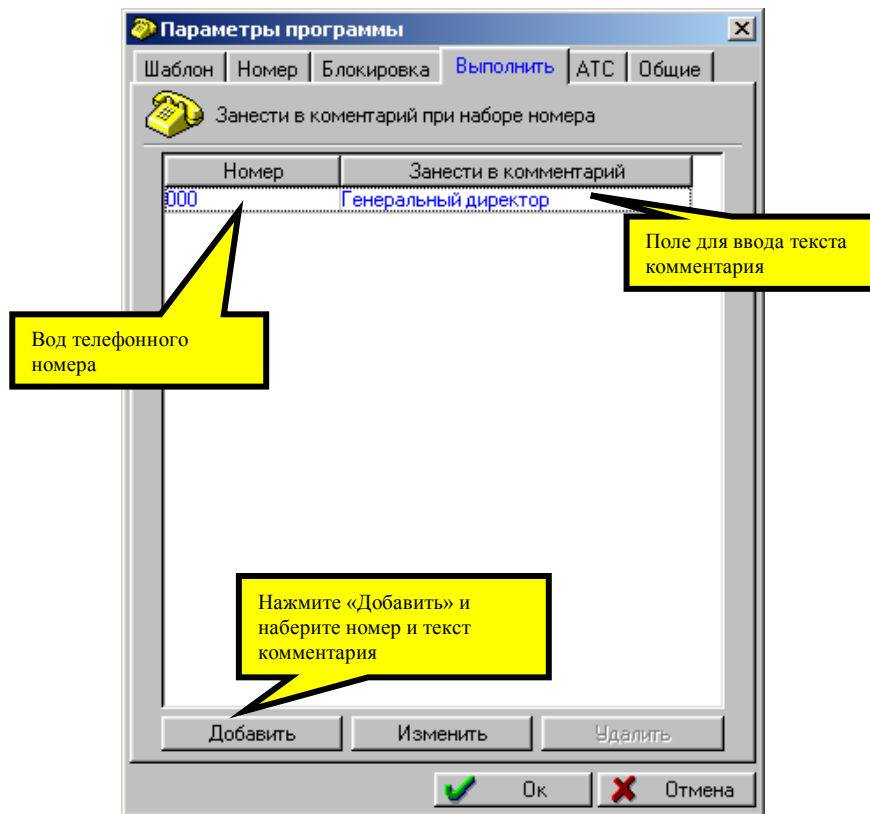 Параметры программы
Шаблон Номер Блокировка Выполнить АТС Общие
Занести в коментарий при наборе номера
Номер Занести в комментарий
000 Генеральный директор
Поле для ввода текста
комментария
Вод телефонного
номера
Нажмите «Добавить» и
наберите номер и текст
комментария
Добавить Изменить Удалить
Ок Отмена